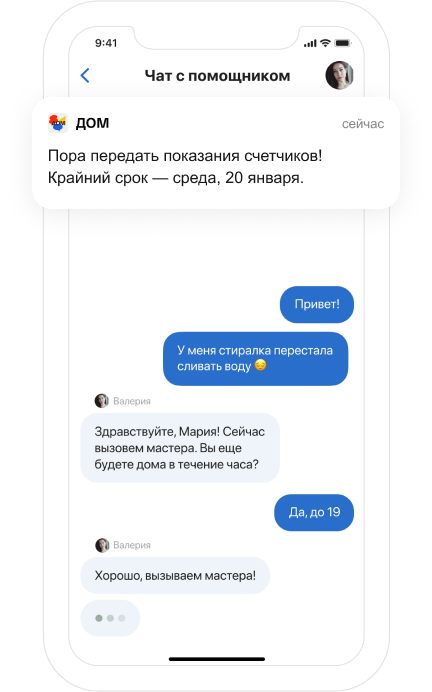 9:41
Чат с помощником
ДОМ
сейчас
Пора передать показания счетчиков!
Крайний срок — среда, 20 января.
Привет!
У меня стиралка перестала
сливать воду 😔
Валерия
Здравствуйте, Мария! Сейчас
вызовем мастера. Вы еще
будете дома в течение часа?
Да, до 19
Валерия
Хорошо, вызываем мастера!